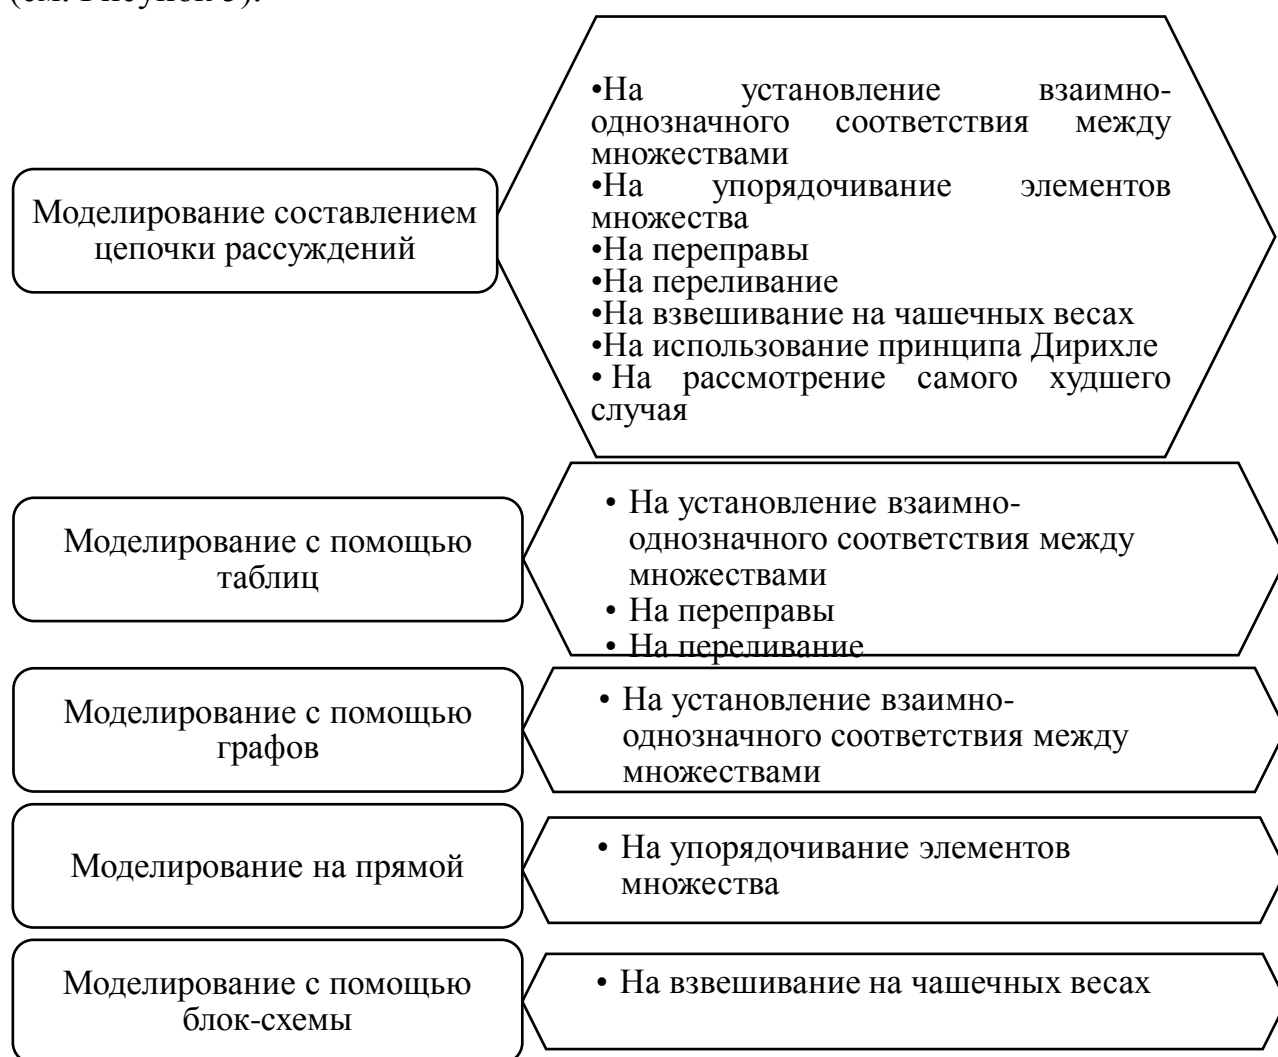 (см. Рисунок 3).
Моделирование составлением
цепочки рассуждений
•На установление взаимно-
однозначного соответствия между
множествами
•На упорядочивание элементов
множества
•На переправы
•На переливание
•На взвешивание на чашечных весах
•На использование принципа Дирихле
• На рассмотрение самого худшего
случая
Моделирование с помощью
таблиц
• На установление взаимно-
однозначного соответствия между
множествами
• На переправы
• На переливание
Моделирование с помощью
графов
• На установление взаимно-
однозначного соответствия между
множествами
Моделирование на прямой
• На упорядочивание элементов
множества
Моделирование с помощью
блок-схемы
• На взвешивание на чашечных весах